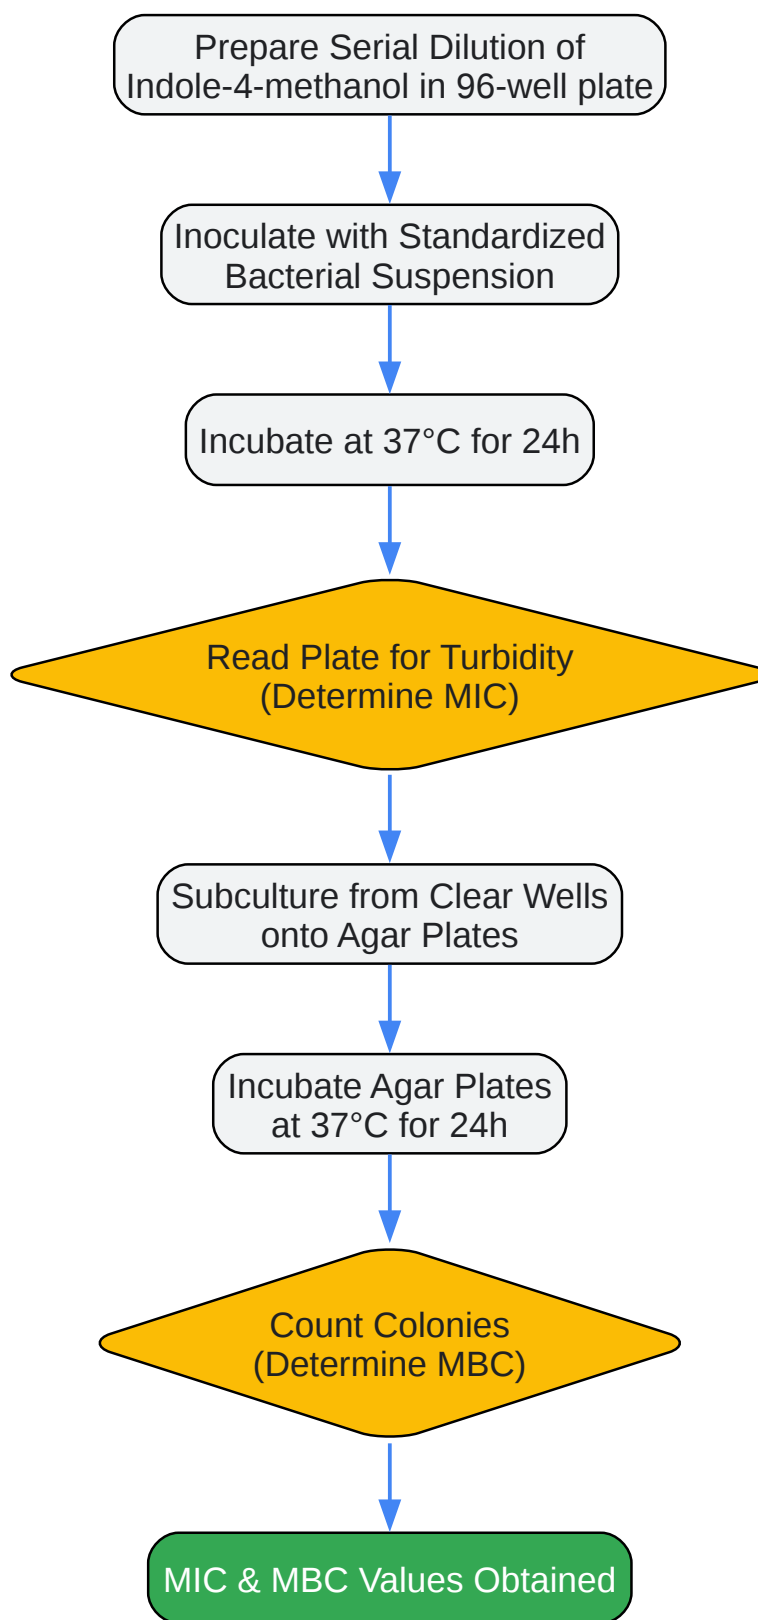 Prepare Serial Dilution of
Indole-4-methanol in 96-well plate
Inoculate with Standardized
Bacterial Suspension
Incubate at 37°C for 24h
Read Plate for Turbidity
(Determine MIC)
Subculture from Clear Wells
onto Agar Plates
Incubate Agar Plates
at 37°C for 24h
Count Colonies
(Determine MBC)
MIC & MBC Values Obtained